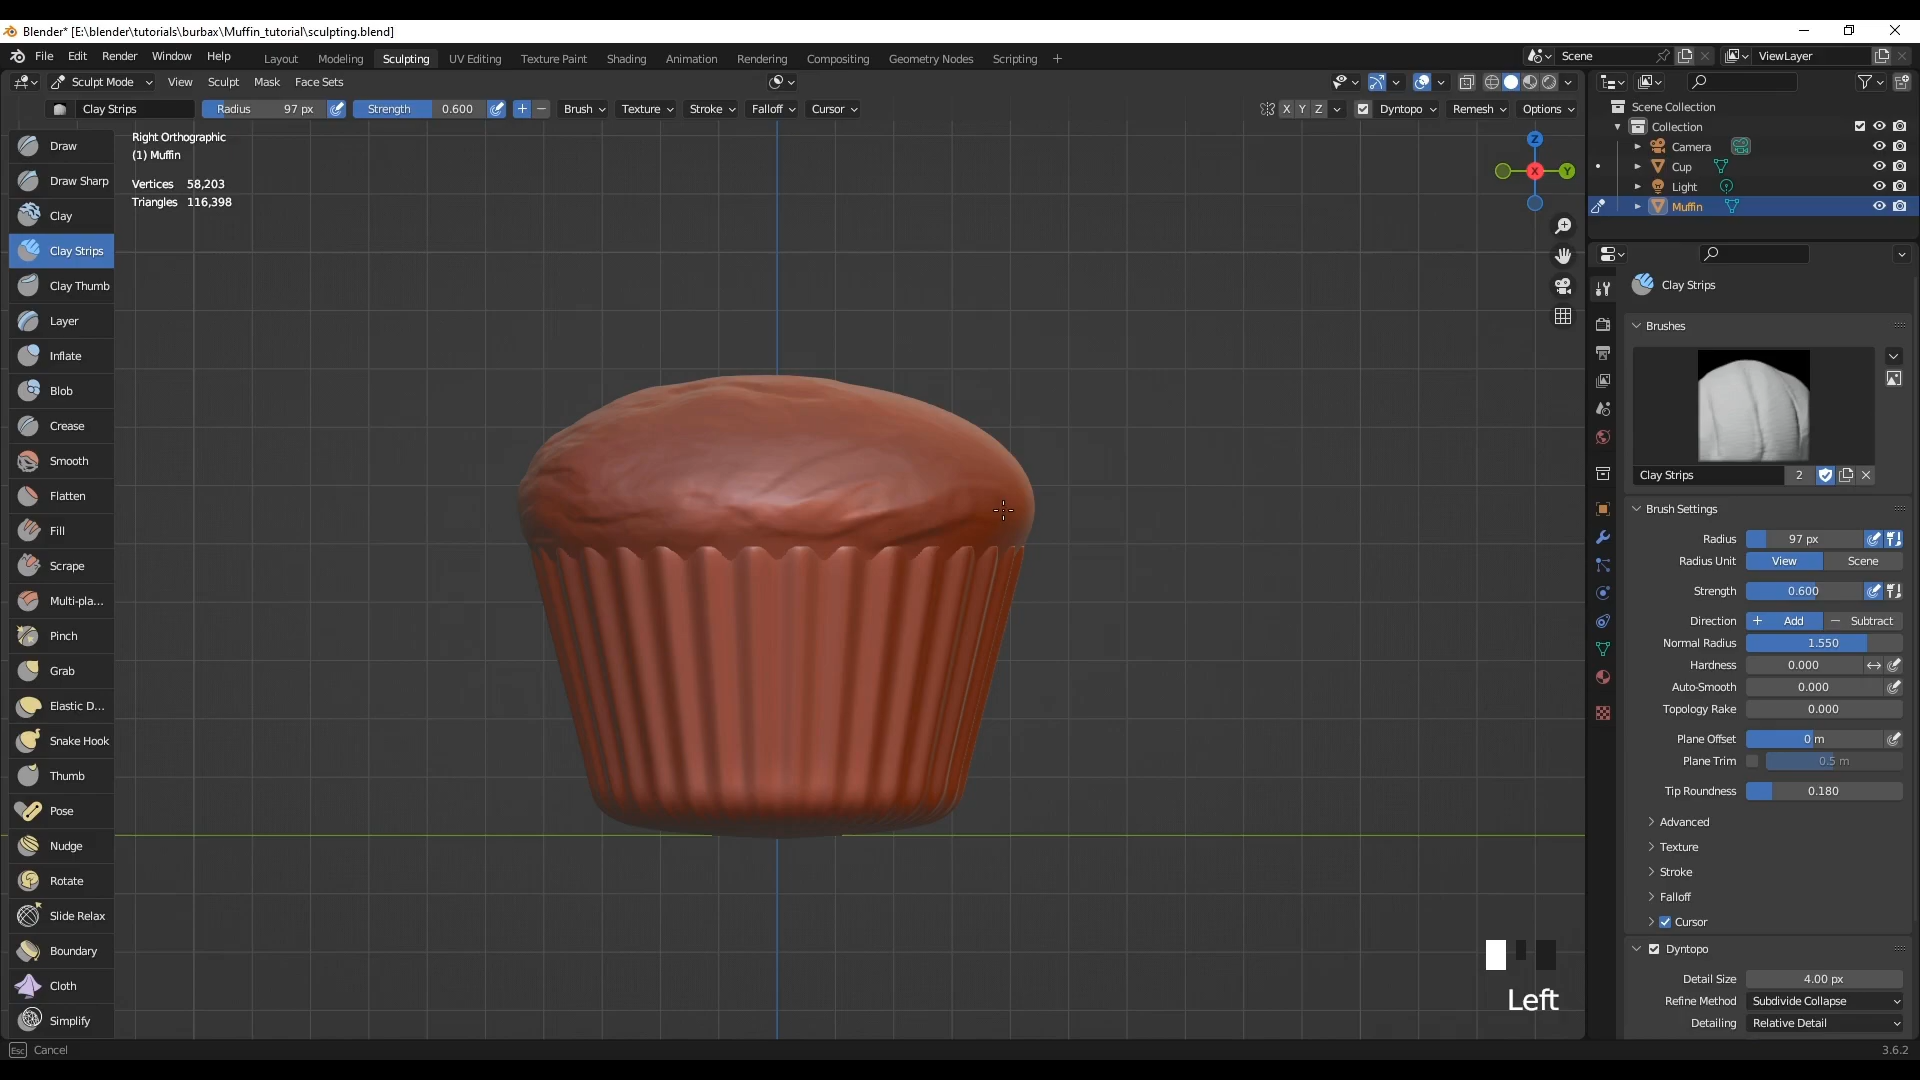 Blender* [E:\blender\tutorials\burbax\Muffin_tutorial\sculpting.blend]
File Edit Render Window Help Layout Modeling Sculpting UV Editing Texture Paint Shading Animation Rendering Compositing Geometry Nodes Scripting + Scene ViewLayer
Sculpt Mode View Sculpt Mask Face Sets
Clay Strips Radius 97 px Strength 0.600 + − Brush Texture Stroke Falloff Cursor X Y Z Dyntopo Remesh Options
Right Orthographic
(1) Muffin
Vertices 58,203
Triangles 116,398
Z
X
Y
Draw
Draw Sharp
Clay
Clay Strips
Clay Thumb
Layer
Inflate
Blob
Crease
Smooth
Flatten
Fill
Scrape
Multi-pla...
Pinch
Grab
Elastic D...
Snake Hook
Thumb
Pose
Nudge
Rotate
Slide Relax
Boundary
Cloth
Simplify
Left
Scene Collection
Collection
Camera
Cup
Light
Muffin
Clay Strips
Brushes
Clay Strips 2
Brush Settings
Radius 97 px
Radius Unit View Scene
Strength 0.600
Direction + Add − Subtract
Normal Radius 1.550
Hardness 0.000
Auto-Smooth 0.000
Topology Rake 0.000
Plane Offset 0 m
Plane Trim 0.5 m
Tip Roundness 0.180
Advanced
Texture
Stroke
Falloff
Cursor
Dyntopo
Detail Size 4.00 px
Refine Method Subdivide Collapse
Detailing Relative Detail
Esc Cancel
3.6.2